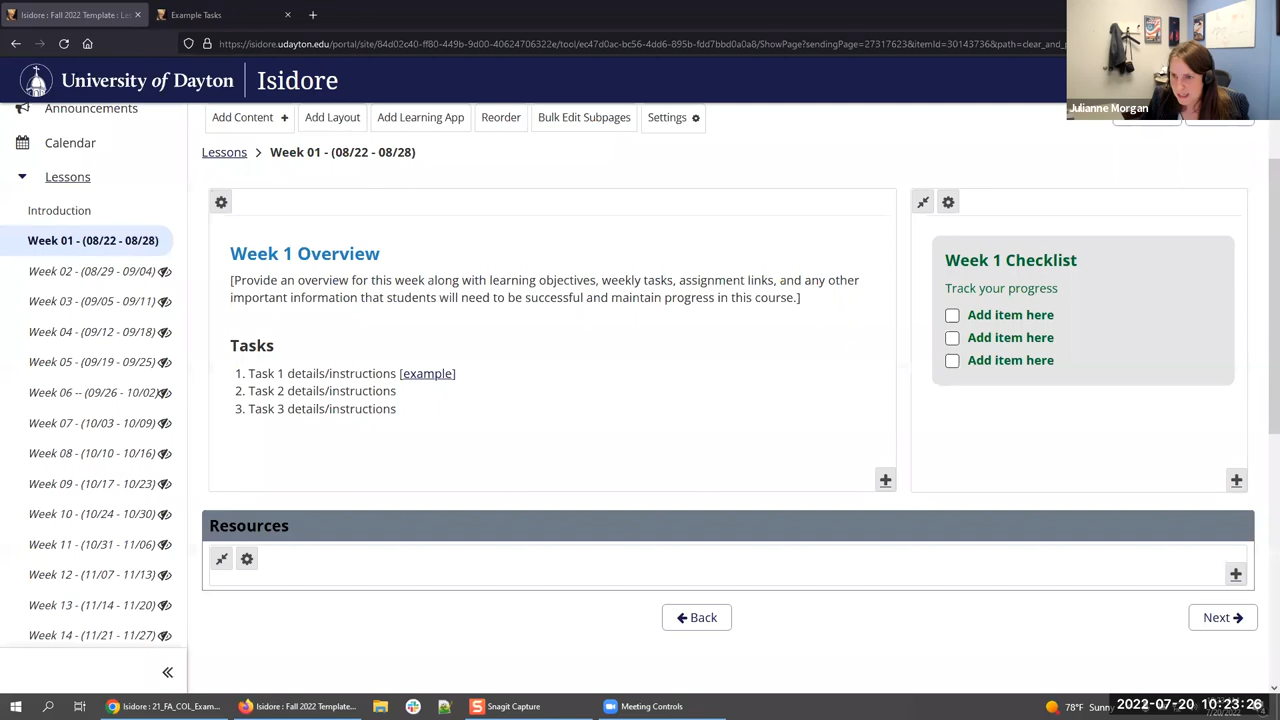 Isidore : Fall 2022 Template : Le
Example Tasks
https://isidore.udayton.edu/portal/site/84d02c40-ff80-449b-9d00-40624706322e/tool/ec47d0ac-bc56-4dd6-895b-fdd7bbd0a0a8/ShowPage?sendingPage=27317623&itemId=30143736&path=clear_and_p
Julianne Morgan
University of Dayton
Isidore
Announcements
Calendar
Lessons
Introduction
Week 01 - (08/22 - 08/28)
Week 02 - (08/29 - 09/04)
Week 03 - (09/05 - 09/11)
Week 04 - (09/12 - 09/18)
Week 05 - (09/19 - 09/25)
Week 06 -- (09/26 - 10/02)
Week 07 - (10/03 - 10/09)
Week 08 - (10/10 - 10/16)
Week 09 - (10/17 - 10/23)
Week 10 - (10/24 - 10/30)
Week 11 - (10/31 - 11/06)
Week 12 - (11/07 - 11/13)
Week 13 - (11/14 - 11/20)
Week 14 - (11/21 - 11/27)
Add Content
Add Layout
Add Learning App
Reorder
Bulk Edit Subpages
Settings
Lessons > Week 01 - (08/22 - 08/28)
Week 1 Overview
[Provide an overview for this week along with learning objectives, weekly tasks, assignment links, and any other
important information that students will need to be successful and maintain progress in this course.]
Tasks
1. Task 1 details/instructions [example]
2. Task 2 details/instructions
3. Task 3 details/instructions
Week 1 Checklist
Track your progress
Add item here
Add item here
Add item here
Resources
Back
Next
Isidore : 21_FA_COL_Exam...
Isidore : Fall 2022 Templat...
Snagit Capture
Meeting Controls
78°F Sunny
2022-07-20 10:23:26